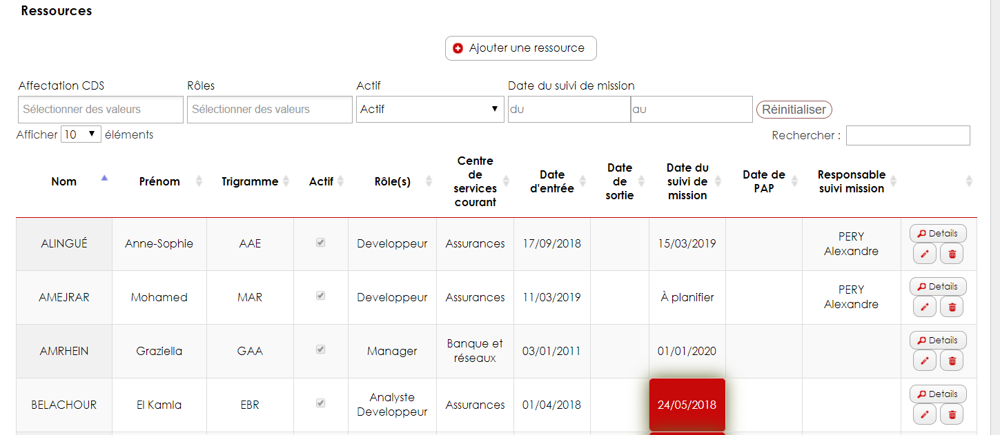 Ressources
Ajouter une ressource
Affectation CDS Rôles Actif Date du suivi de mission
Sélectionner des valeurs Sélectionner des valeurs Actif du au Réinitialiser
Afficher 10 éléments Rechercher :
Nom Prénom Trigramme Actif Rôle(s) Centre de services courant Date d'entrée Date de sortie Date du suivi de mission Date de PAP Responsable suivi mission
ALINGUÉ Anne-Sophie AAE Developpeur Assurances 17/09/2018 15/03/2019 PERY Alexandre Details
AMEJRAR Mohamed MAR Developpeur Assurances 11/03/2019 À planifier PERY Alexandre Details
AMRHEIN Graziella GAA Manager Banque et réseaux 03/01/2011 01/01/2020 Details
BELACHOUR El Kamla EBR Analyste Developpeur Assurances 01/04/2018 24/05/2018 Details